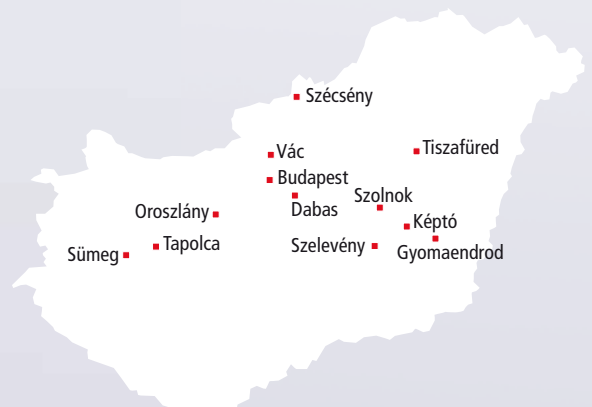 Szécsény
Vác
Tiszafüred
Budapest
Szolnok
Dabas
Oroszlány
Képtó
Tapolca
Szelevény
Gyomaendrod
Sümeg